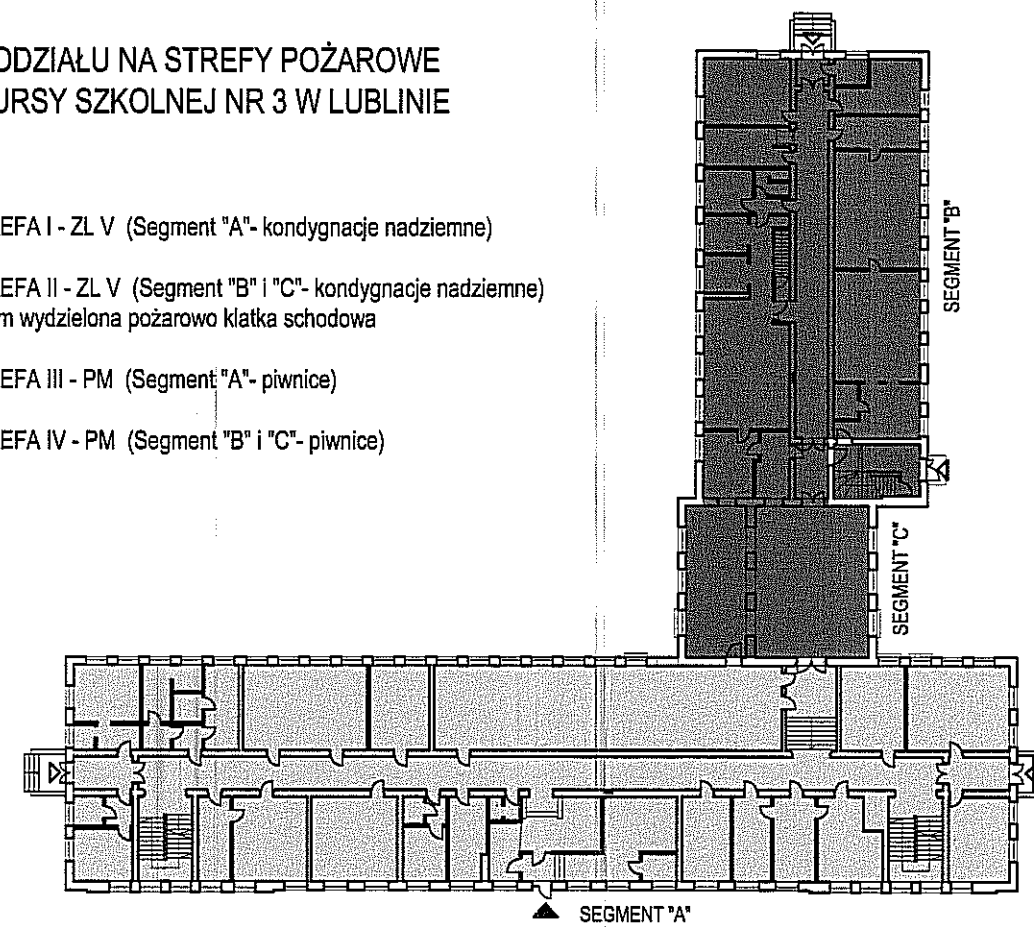 ODZIAŁU NA STREFY POŻAROWE
URSY SZKOLNEJ NR 3 W LUBLINIE
EFA I - ZL V (Segment "A"- kondygnacje nadziemne)
EFA II - ZL V (Segment "B" i "C"- kondygnacje nadziemne)
m wydzielona pożarowo klatka schodowa
EFA III - PM (Segment "A"- piwnice)
EFA IV - PM (Segment "B" i "C"- piwnice)
SEGMENT "B"
SEGMENT "C"
SEGMENT "A"